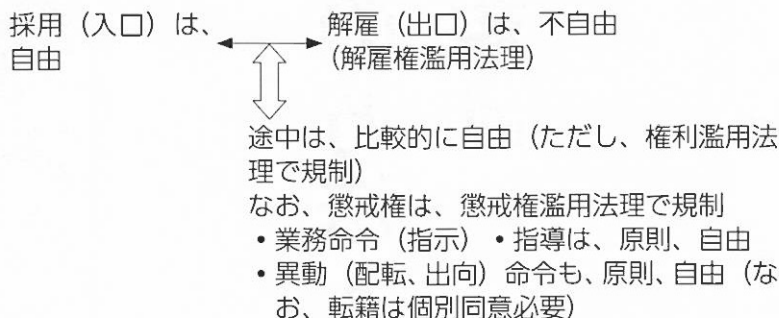 採用（入口）は、
自由
解雇（出口）は、不自由
(解雇権濫用法理)
途中は、比較的に自由（ただし、権利濫用法
理で規制）
なお、懲戒権は、懲戒権濫用法理で規制
• 業務命令（指示）• 指導は、原則、自由
• 異動（配転、出向）命令も、原則、自由（な
お、転籍は個別同意必要）